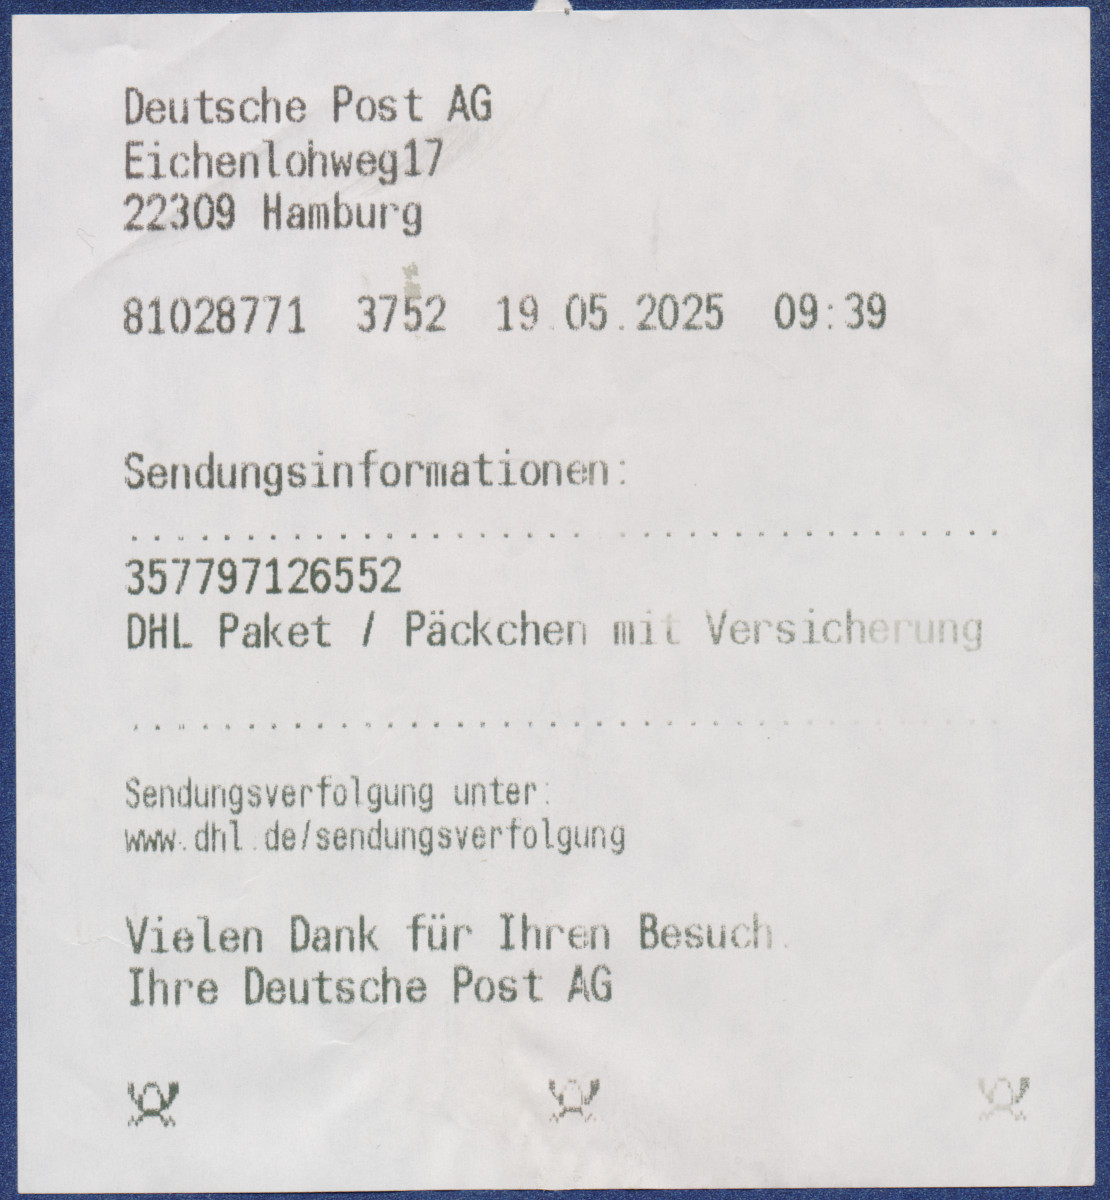 Deutsche Post AG
Eichenlohweg17
22309 Hamburg
81028771 3752 19.05.2025 09:39
Sendungsinformationen:
......................................
357797126552
DHL Paket / Päckchen mit Versicherung
......................................
Sendungsverfolgung unter:
www.dhl.de/sendungsverfolgung
Vielen Dank für Ihren Besuch.
Ihre Deutsche Post AG